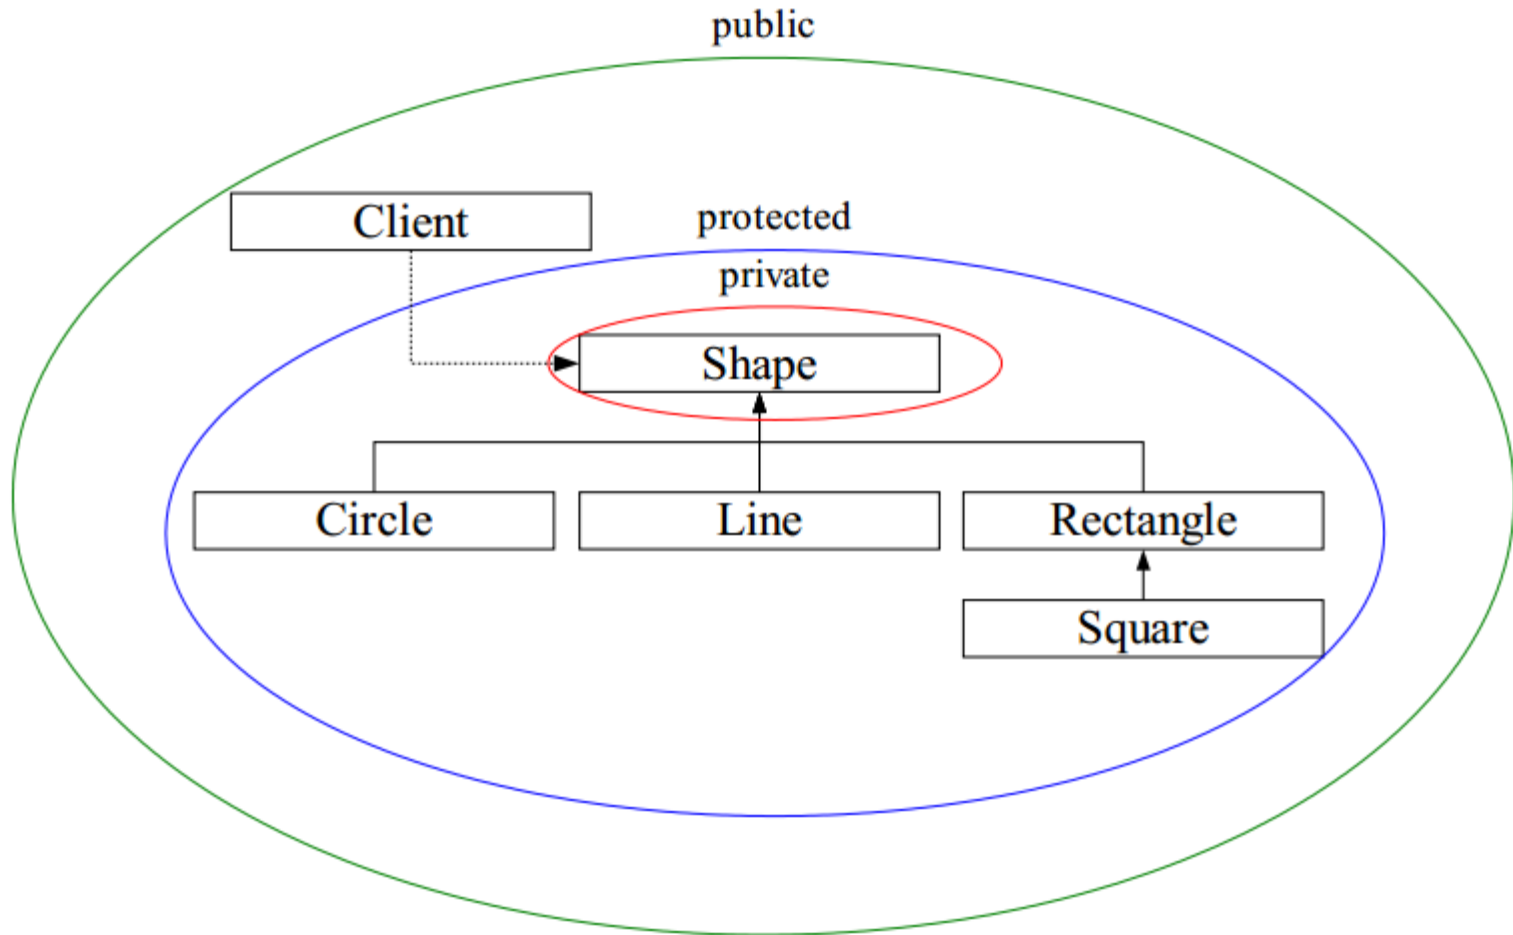 public
Client
protected
private
Shape
Circle
Line
Rectangle
Square